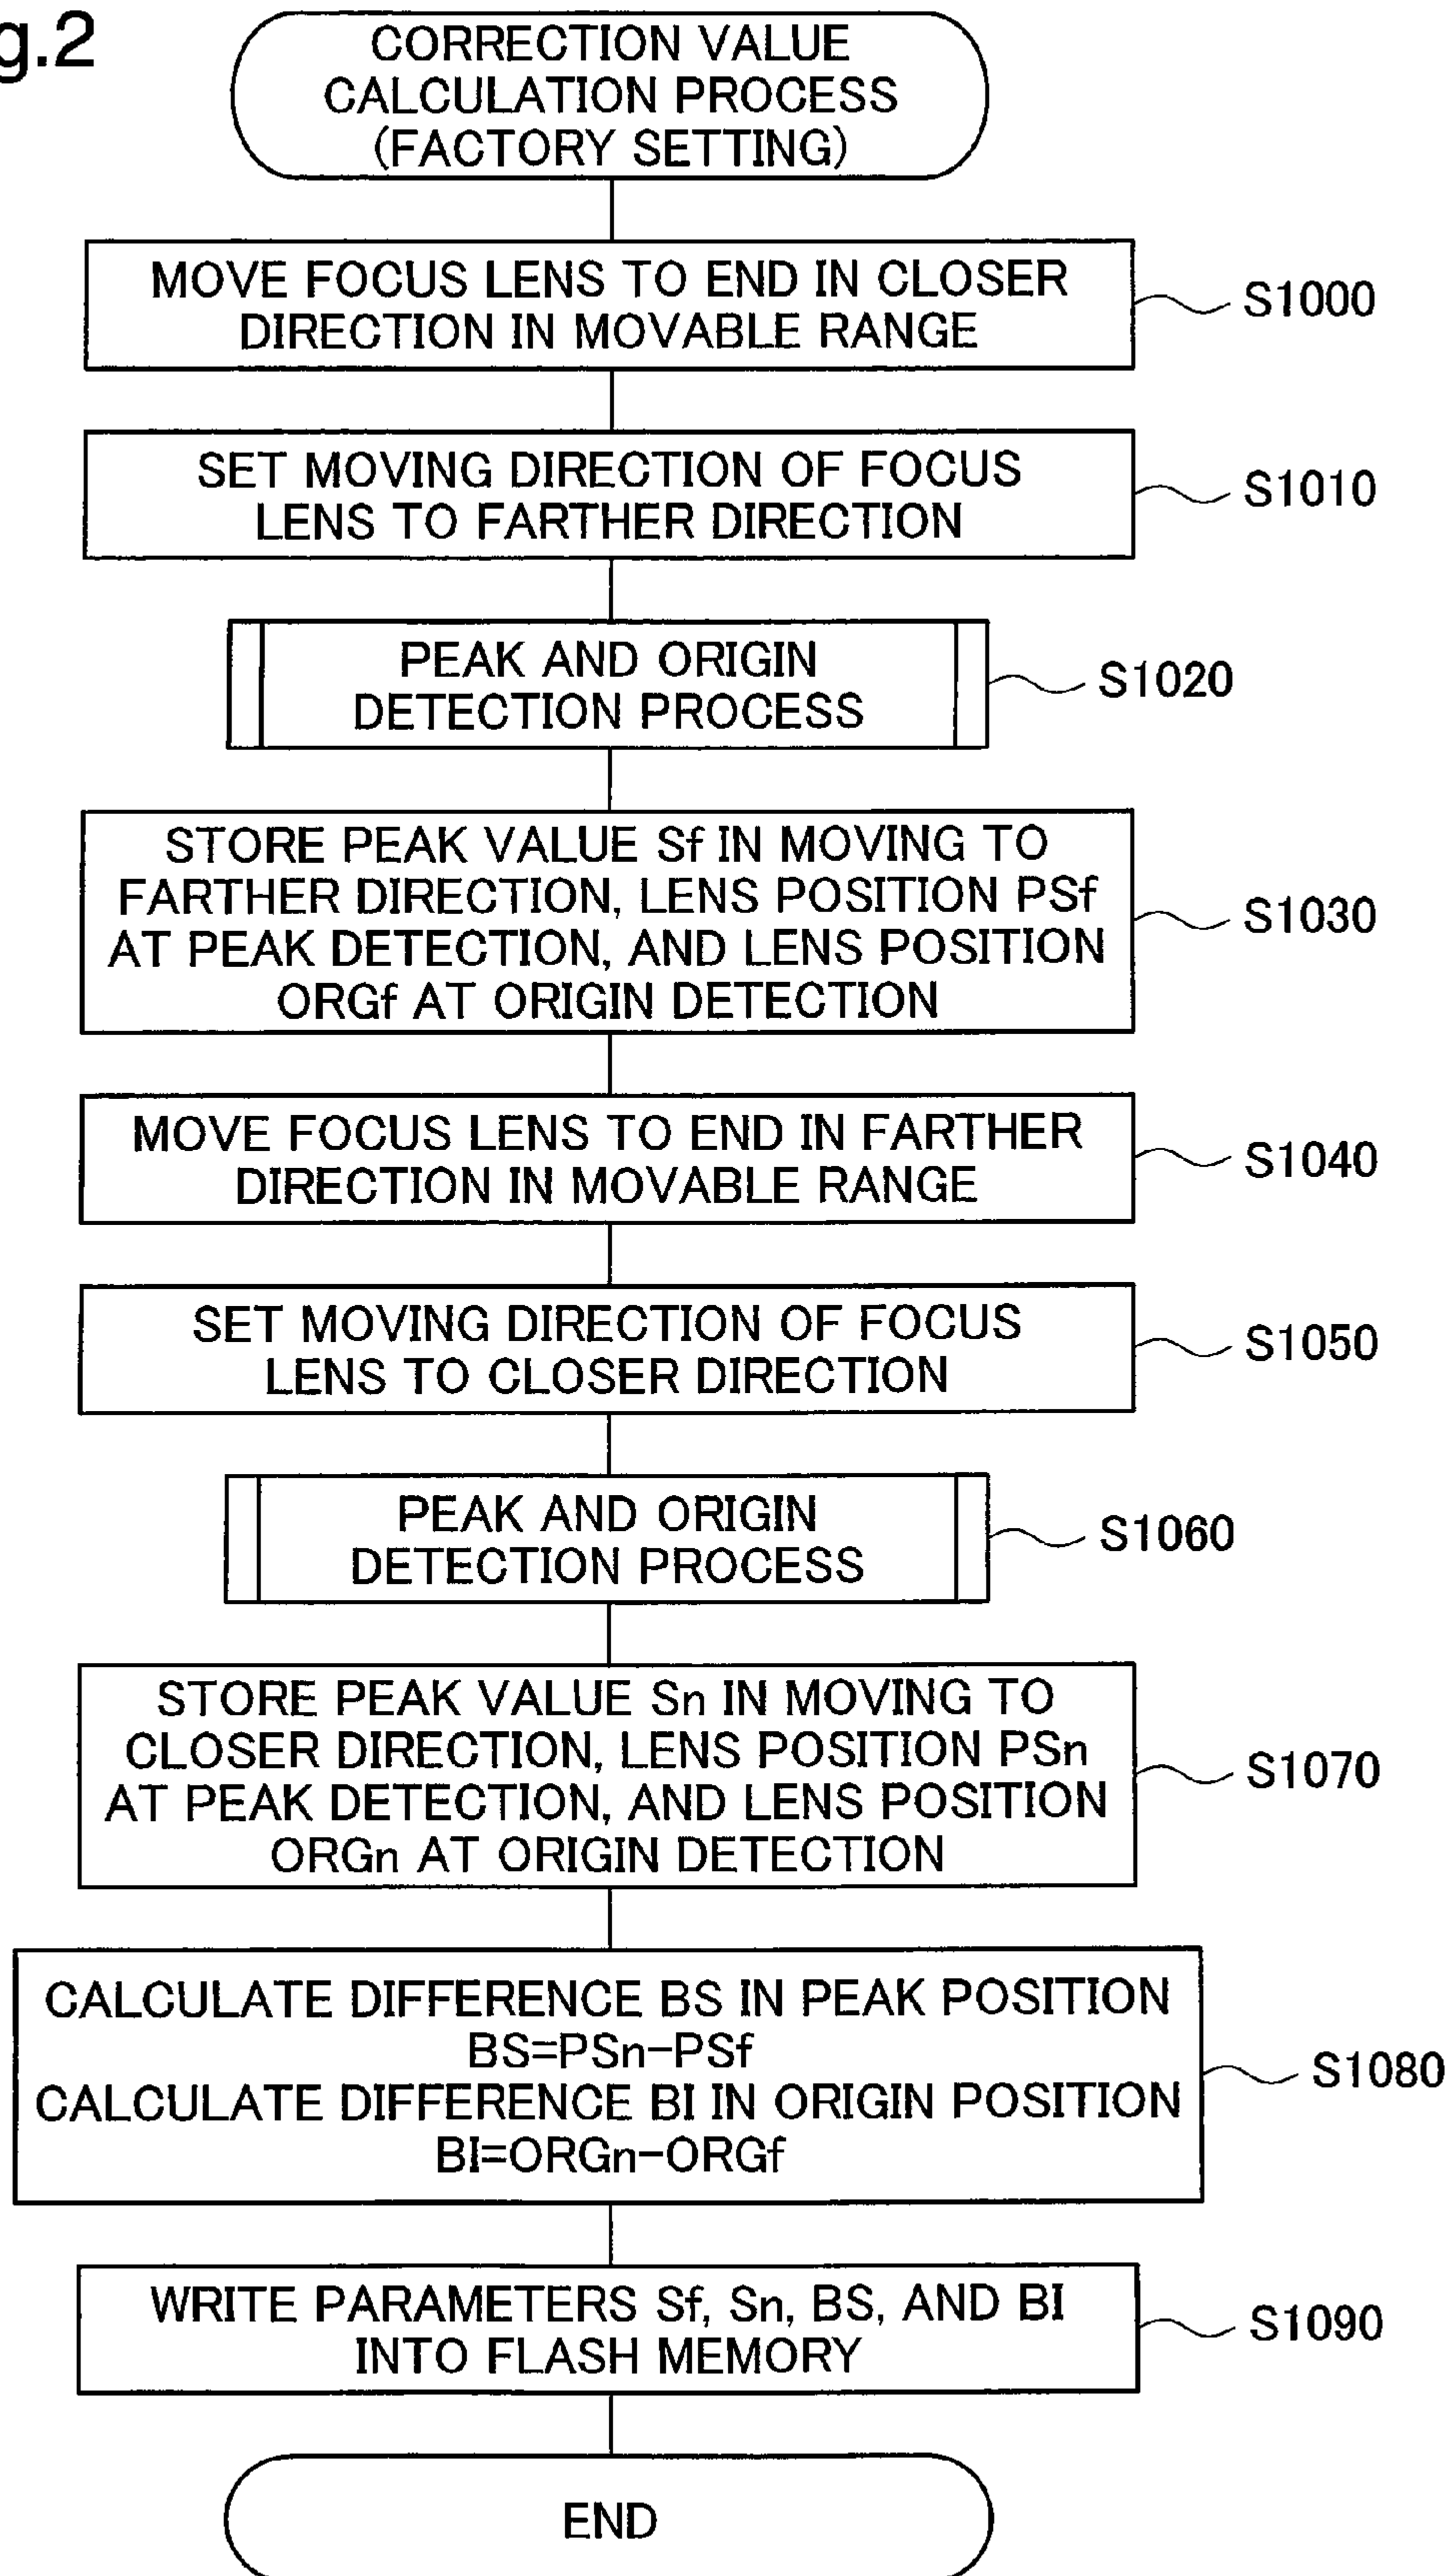 g.2
CORRECTION VALUE
CALCULATION PROCESS
(FACTORY SETTING)
MOVE FOCUS LENS TO END IN CLOSER
DIRECTION IN MOVABLE RANGE
S1000
SET MOVING DIRECTION OF FOCUS
LENS TO FARTHER DIRECTION
S1010
PEAK AND ORIGIN
DETECTION PROCESS
S1020
STORE PEAK VALUE Sf IN MOVING TO
FARTHER DIRECTION, LENS POSITION PSf
AT PEAK DETECTION, AND LENS POSITION
ORGf AT ORIGIN DETECTION
S1030
MOVE FOCUS LENS TO END IN FARTHER
DIRECTION IN MOVABLE RANGE
S1040
SET MOVING DIRECTION OF FOCUS
LENS TO CLOSER DIRECTION
S1050
PEAK AND ORIGIN
DETECTION PROCESS
S1060
STORE PEAK VALUE Sn IN MOVING TO
CLOSER DIRECTION, LENS POSITION PSn
AT PEAK DETECTION, AND LENS POSITION
ORGn AT ORIGIN DETECTION
S1070
CALCULATE DIFFERENCE BS IN PEAK POSITION
BS=PSn-PSf
CALCULATE DIFFERENCE BI IN ORIGIN POSITION
BI=ORGn-ORGf
S1080
WRITE PARAMETERS Sf, Sn, BS, AND BI
INTO FLASH MEMORY
S1090
END